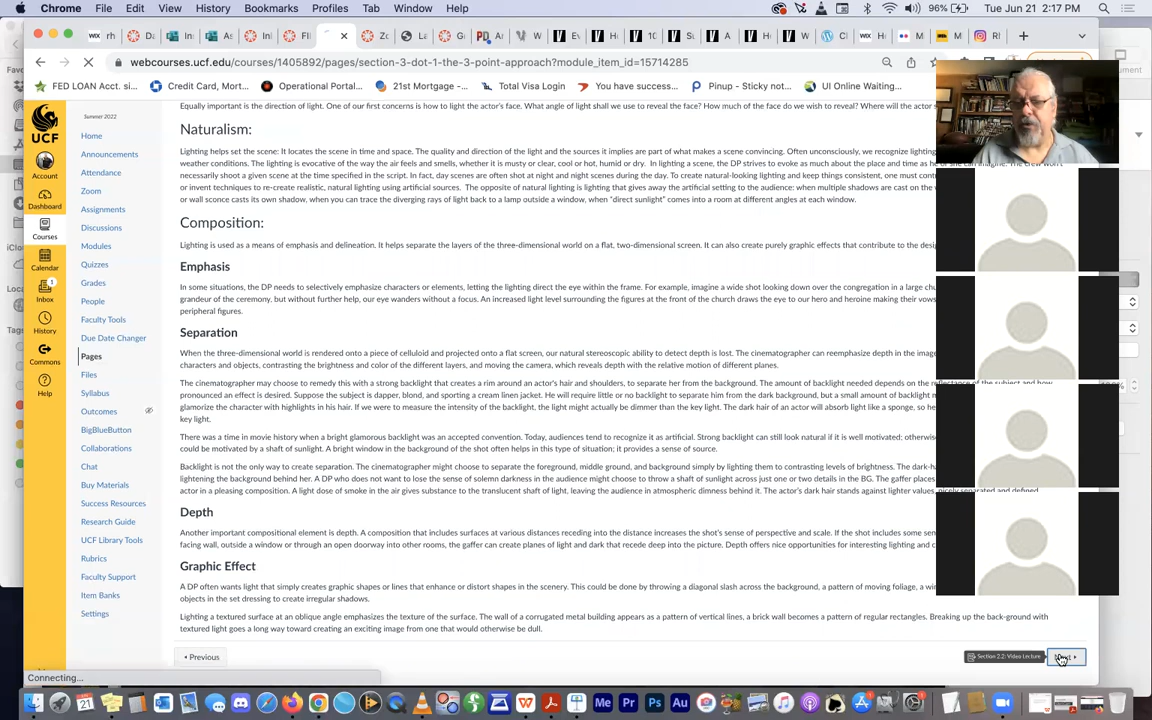 Chrome File Edit View History Bookmarks Profiles Tab Window Help 96% Tue Jun 21 2:17 PM
WIX rh Da In As In Fil Zo La G PD A W E H 10 Su A H W Cl WIX H M M RI
webcourses.ucf.edu/courses/1405892/pages/section-3-dot-1-the-3-point-approach?module_item_id=15714285
FED LOAN Acct. si... Credit Card, Mort... Operational Portal... 21st Mortgage -... Total Visa Login You have success... Pinup - Sticky not... UI Online Waiting...
UCF
Account
Dashboard
Courses
Calendar
1
Inbox
History
Commons
Help
Summer 2022
Home
Announcements
Attendance
Zoom
Assignments
Discussions
Modules
Quizzes
Grades
People
Faculty Tools
Due Date Changer
Pages
Files
Syllabus
Outcomes
BigBlueButton
Collaborations
Chat
Buy Materials
Success Resources
Research Guide
UCF Library Tools
Rubrics
Faculty Support
Item Banks
Settings
Equally important is the direction of light. One of our first concerns is how to light the actor's face. What angle of light shall we use to reveal the face? How much of the face do we wish to reveal? Where will the actor
Naturalism:
Lighting helps set the scene: It locates the scene in time and space. The quality and direction of the light and the sources it implies are part of what makes a scene convincing. Often unconsciously, we recognize lighting
weather conditions. The lighting is evocative of the way the air feels and smells, whether it is musty or clear, cool or hot, humid or dry. In lighting a scene, the DP strives to evoke as much about the place and time as he or she can imagine. The crew won't
necessarily shoot a given scene at the time specified in the script. In fact, day scenes are often shot at night and night scenes during the day. To create natural-looking lighting and keep things consistent, one must cont
or invent techniques to re-create realistic, natural lighting using artificial sources. The opposite of natural lighting is lighting that gives away the artificial setting to the audience: when multiple shadows are cast on the
or wall sconce casts its own shadow, when you can trace the diverging rays of light back to a lamp outside a window, when "direct sunlight" comes into a room at different angles at each window.
Composition:
Lighting is used as a means of emphasis and delineation. It helps separate the layers of the three-dimensional world on a flat, two-dimensional screen. It can also create purely graphic effects that contribute to the desig
Emphasis
In some situations, the DP needs to selectively emphasize characters or elements, letting the lighting direct the eye within the frame. For example, imagine a wide shot looking down over the congregation in a large chu
grandeur of the ceremony, but without further help, our eye wanders without a focus. An increased light level surrounding the figures at the front of the church draws the eye to our hero and heroine making their vows
peripheral figures.
Separation
When the three-dimensional world is rendered onto a piece of celluloid and projected onto a flat screen, our natural stereoscopic ability to detect depth is lost. The cinematographer can reemphasize depth in the image
characters and objects, contrasting the brightness and color of the different layers, and moving the camera, which reveals depth with the relative motion of different planes.
The cinematographer may choose to remedy this with a strong backlight that creates a rim around an actor's hair and shoulders, to separate her from the background. The amount of backlight needed depends on the reflectance of the subject and how
pronounced an effect is desired. Suppose the subject is dapper, blond, and sporting a cream linen jacket. He will require little or no backlight to separate him from the dark background, but a small amount of backlight m
glamorize the character with highlights in his hair. If we were to measure the intensity of the backlight, the light might actually be dimmer than the key light. The dark hair of an actor will absorb light like a sponge, so he
key light.
There was a time in movie history when a bright glamorous backlight was an accepted convention. Today, audiences tend to recognize it as artificial. Strong backlight can still look natural if it is well motivated; otherwise
could be motivated by a shaft of sunlight. A bright window in the background of the shot often helps in this type of situation; it provides a sense of source.
Backlight is not the only way to create separation. The cinematographer might choose to separate the foreground, middle ground, and background simply by lighting them to contrasting levels of brightness. The dark-h
lightening the background behind her. A DP who does not want to lose the sense of solemn darkness in the audience might choose to throw a shaft of sunlight across just one or two details in the BG. The gaffer places
actor in a pleasing composition. A light dose of smoke in the air gives substance to the translucent shaft of light, leaving the audience in atmospheric dimness behind it. The actor's dark hair stands against lighter values, nicely separated and defined.
Depth
Another important compositional element is depth. A composition that includes surfaces at various distances receding into the distance increases the shot's sense of perspective and scale. If the shot includes some sen
facing wall, outside a window or through an open doorway into other rooms, the gaffer can create planes of light and dark that recede deep into the picture. Depth offers nice opportunities for interesting lighting and c
Graphic Effect
A DP often wants light that simply creates graphic shapes or lines that enhance or distort shapes in the scenery. This could be done by throwing a diagonal slash across the background, a pattern of moving foliage, a win
objects in the set dressing to create irregular shadows.
Lighting a textured surface at an oblique angle emphasizes the texture of the surface. The wall of a corrugated metal building appears as a pattern of vertical lines, a brick wall becomes a pattern of regular rectangles. Breaking up the back-ground with
textured light goes a long way toward creating an exciting image from one that would otherwise be dull.
Previous Section 2.2: Video Lecture Next
Connecting...